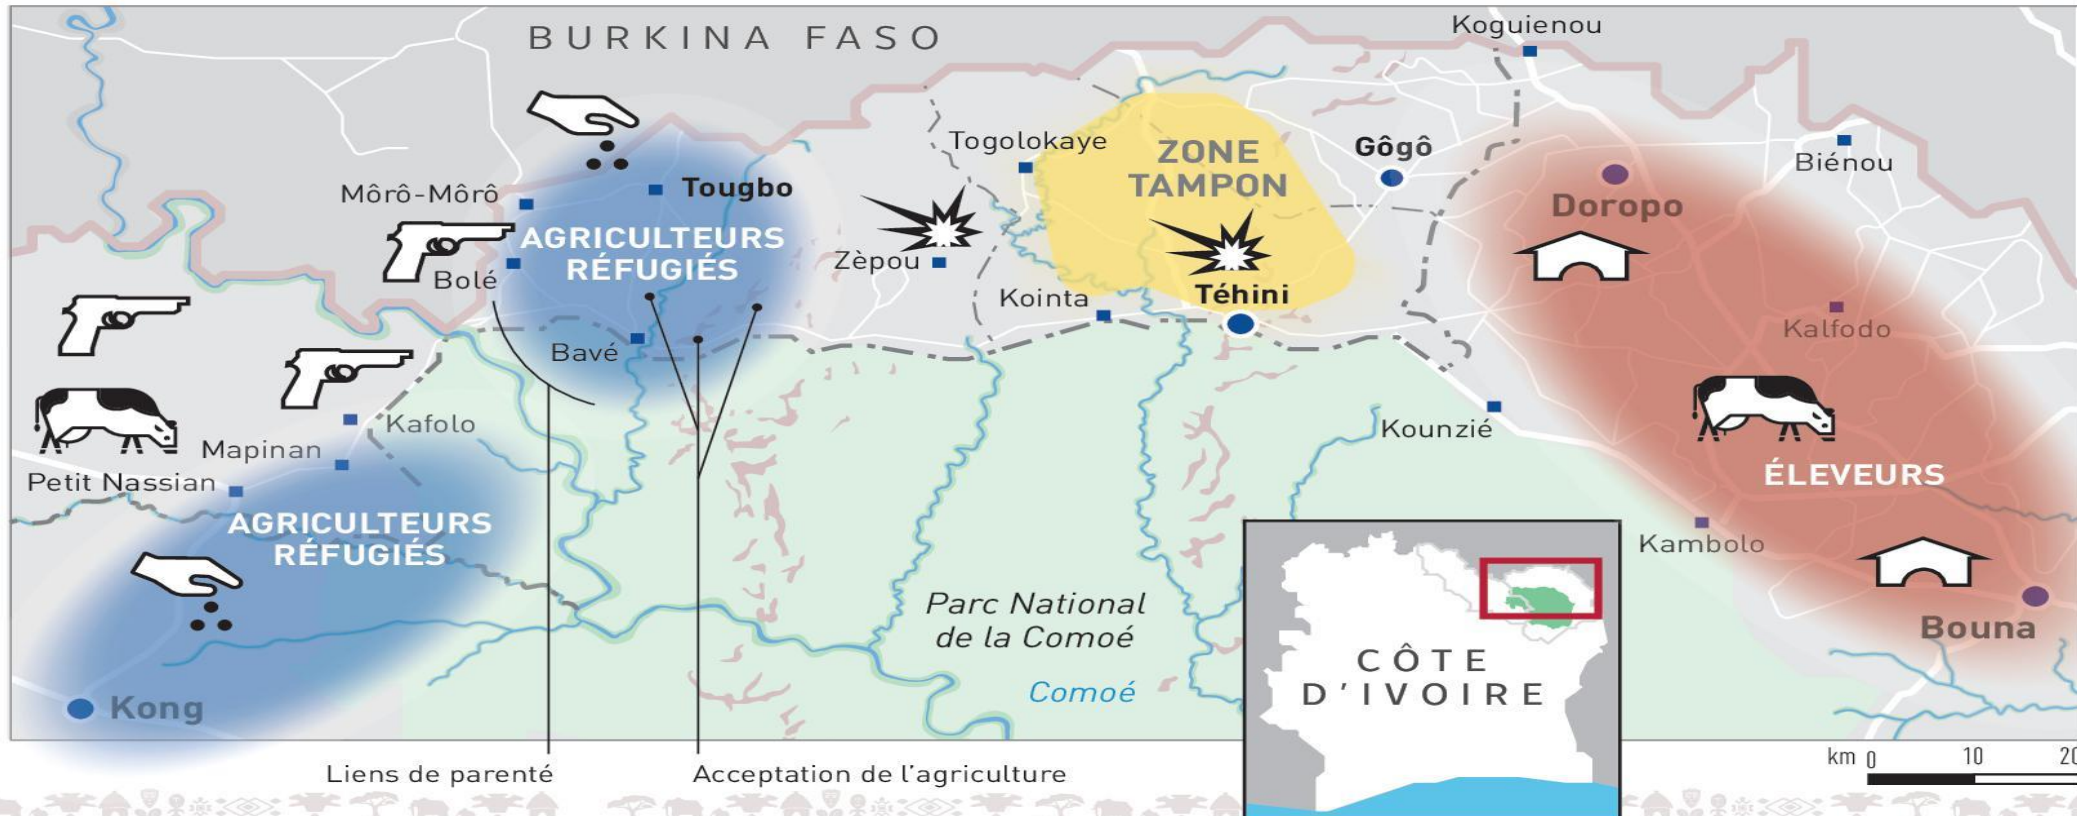 BURKINA FASO
Koguienou
Togolokaye
ZONE
TAMPON
Gôgô
Biénou
Môrô-Môrô
Tougbo
Doropo
AGRICULTEURS
RÉFUGIÉS
Bolé
Zèpou
Kointa
Téhini
Kalfodo
Bavé
Kafolo
Mapinan
Kounzié
Petit Nassian
ÉLEVEURS
AGRICULTEURS
RÉFUGIÉS
Kambolo
Parc National
de la Comoé
Comoé
Bouna
Kong
CÔTE
D'IVOIRE
Liens de parenté
Acceptation de l’agriculture
km 0 10 20